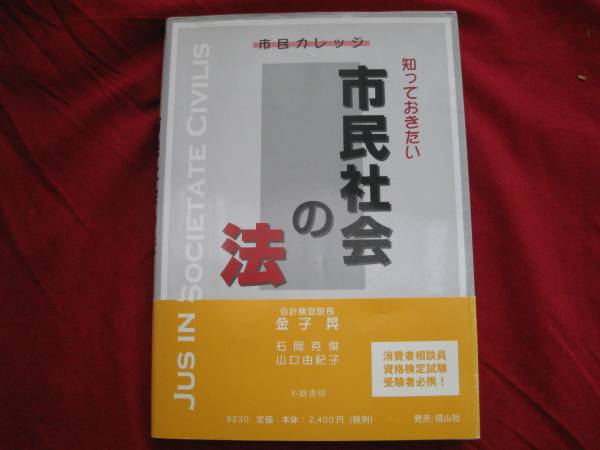 市民カレッジ
知っておきたい
市民社会
の
法
JUS IN SOCIETATE CIVILIS
会計検査院長
金子 晃
石岡克俊
山口由紀子
消費者相談員
資格検定試験
受験者必携！
不磨書房
9230 定価：本体：2,400円（税別） 発売：信山社